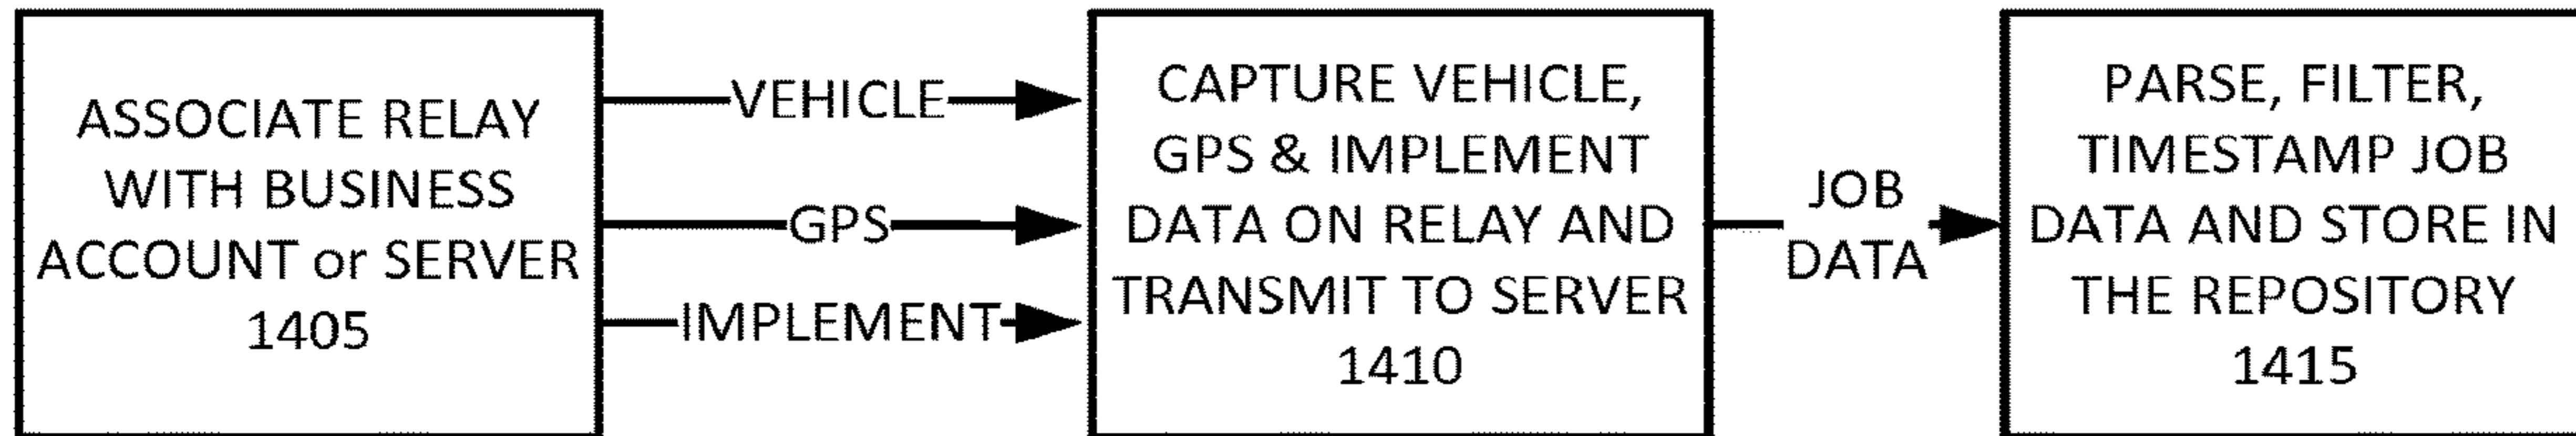 ASSOCIATE RELAY
WITH BUSINESS
ACCOUNT or SERVER
1405
VEHICLE
GPS
IMPLEMENT
CAPTURE VEHICLE,
GPS & IMPLEMENT
DATA ON RELAY AND
TRANSMIT TO SERVER
1410
JOB
DATA
PARSE, FILTER,
TIMESTAMP JOB
DATA AND STORE IN
THE REPOSITORY
1415